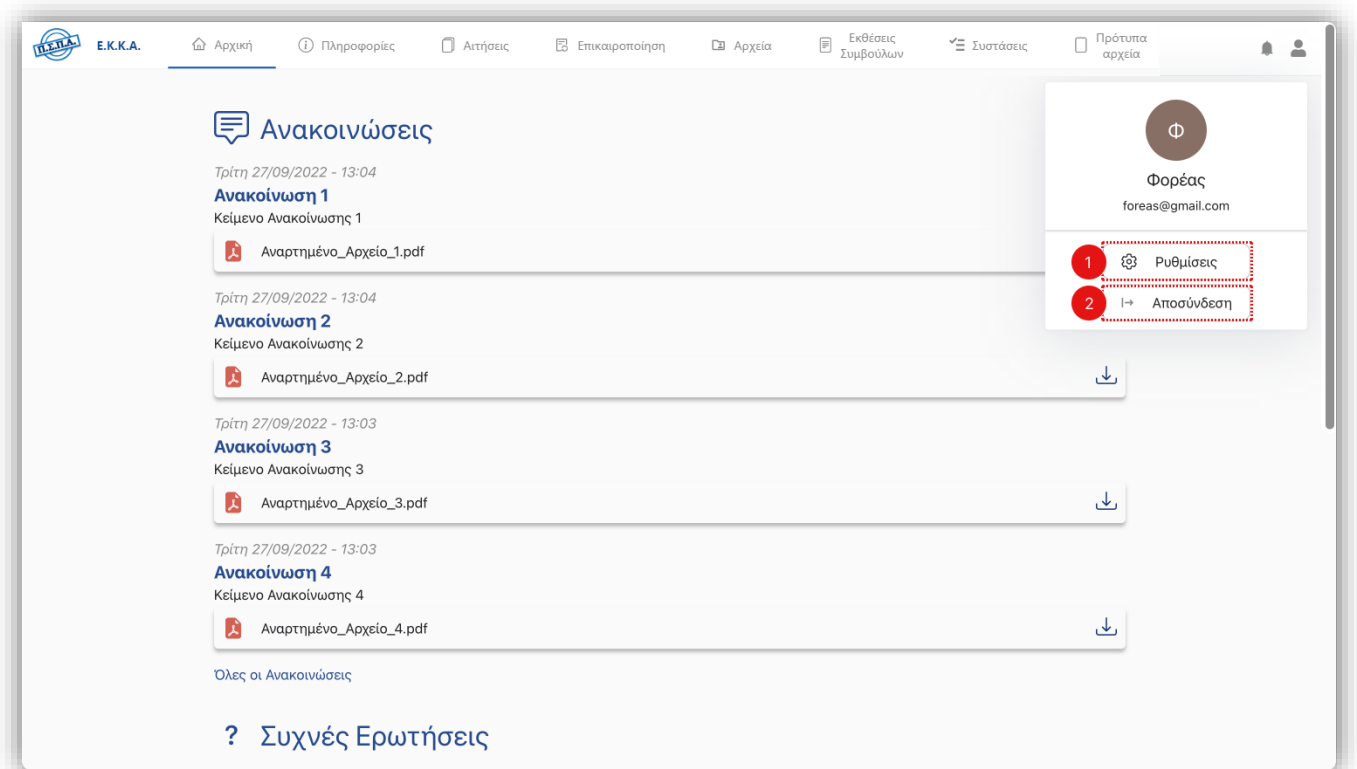 Π.Ε.Π.Α.
Ε.Κ.Κ.Α.
Αρχική
Πληροφορίες
Αιτήσεις
Επικαιροποίηση
Αρχεία
Εκθέσεις
Συμβούλων
Συστάσεις
Πρότυπα
αρχεία
Φ
Φορέας
foreas@gmail.com
1 Ρυθμίσεις
2 Αποσύνδεση
Ανακοινώσεις
Τρίτη 27/09/2022 - 13:04
Ανακοίνωση 1
Κείμενο Ανακοίνωσης 1
Αναρτημένο_Αρχείο_1.pdf
Τρίτη 27/09/2022 - 13:04
Ανακοίνωση 2
Κείμενο Ανακοίνωσης 2
Αναρτημένο_Αρχείο_2.pdf
Τρίτη 27/09/2022 - 13:03
Ανακοίνωση 3
Κείμενο Ανακοίνωσης 3
Αναρτημένο_Αρχείο_3.pdf
Τρίτη 27/09/2022 - 13:03
Ανακοίνωση 4
Κείμενο Ανακοίνωσης 4
Αναρτημένο_Αρχείο_4.pdf
Όλες οι Ανακοινώσεις
? Συχνές Ερωτήσεις